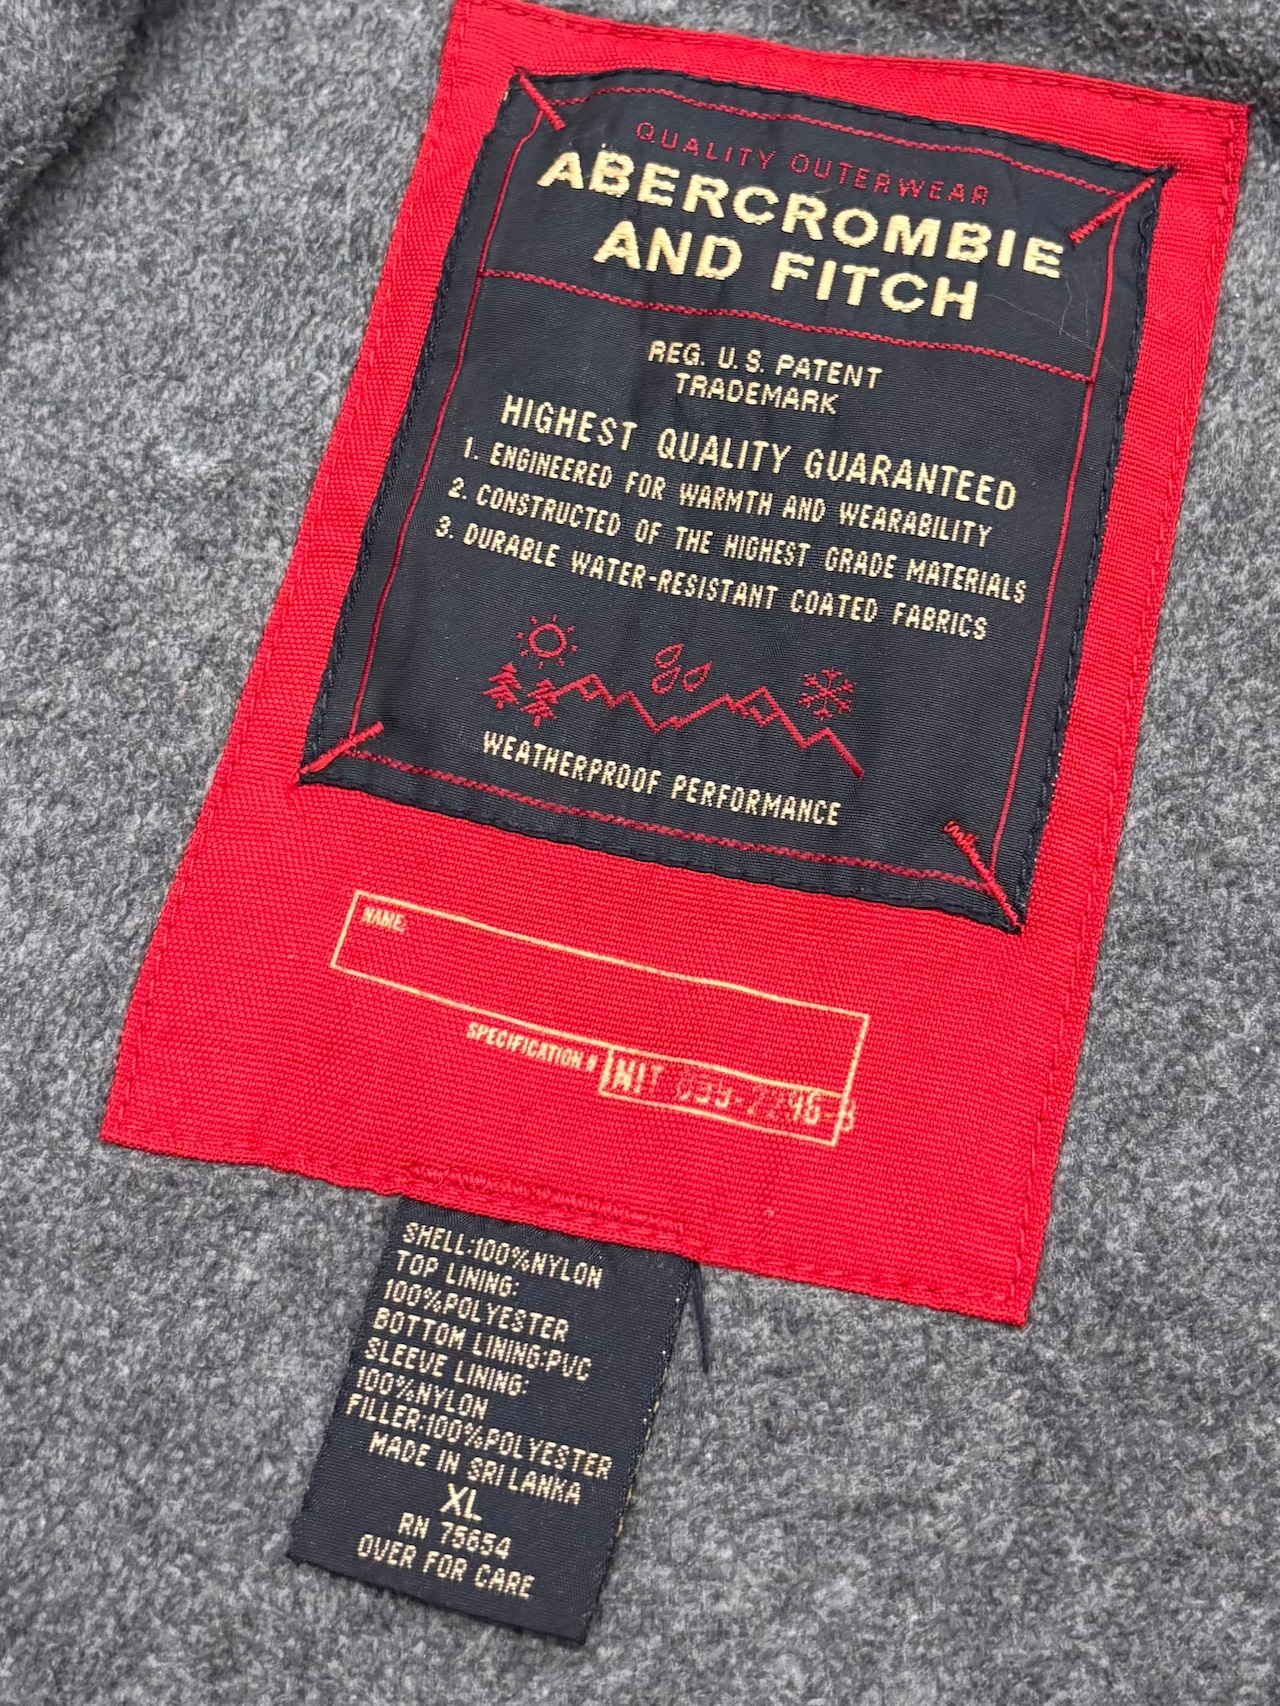 QUALITY OUTERWEAR
ABERCROMBIE
AND FITCH
REG. U.S. PATENT
TRADEMARK
HIGHEST QUALITY GUARANTEED
1. ENGINEERED FOR WARMTH AND WEARABILITY
2. CONSTRUCTED OF THE HIGHEST GRADE MATERIALS
3. DURABLE WATER-RESISTANT COATED FABRICS
WEATHERPROOF PERFORMANCE
NAME:
SPECIFICATION #
SHELL:100%NYLON
TOP LINING:
100%POLYESTER
BOTTOM LINING:PVC
SLEEVE LINING:
100%NYLON
FILLER:100%POLYESTER
MADE IN SRI LANKA
XL
RN 75654
OVER FOR CARE